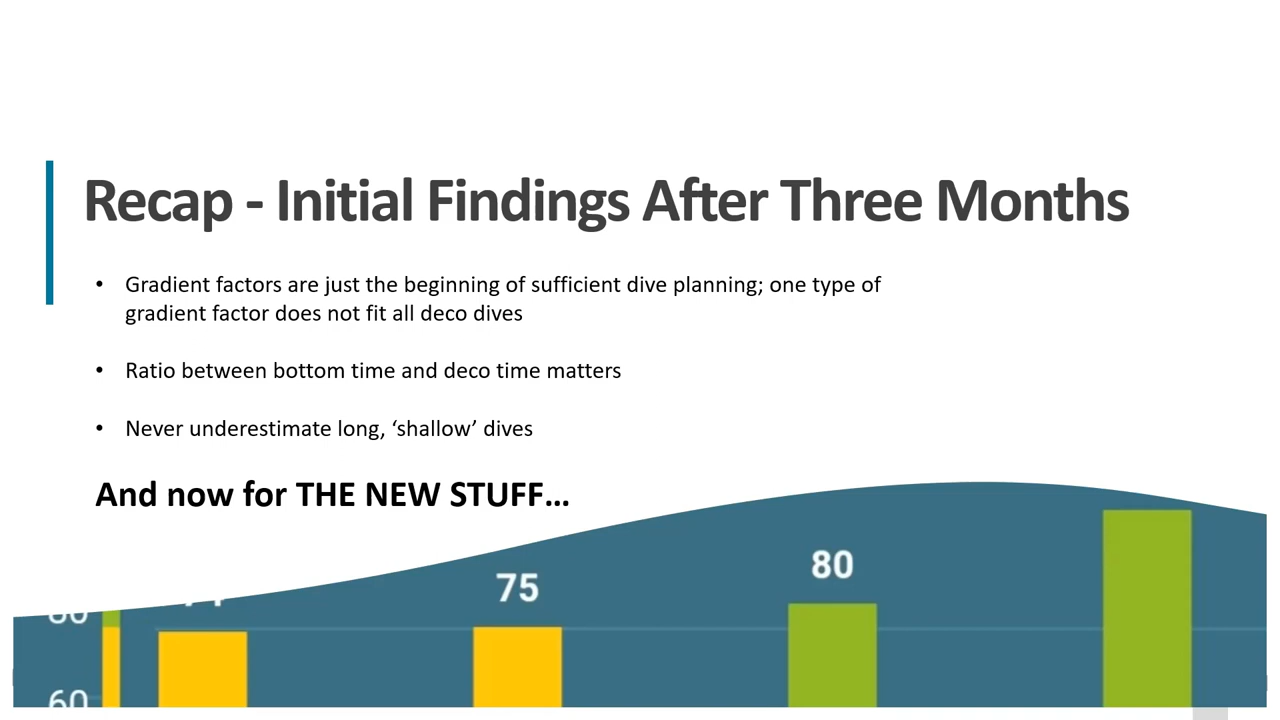 Recap - Initial Findings After Three Months
• Gradient factors are just the beginning of sufficient dive planning; one type of
gradient factor does not fit all deco dives
• Ratio between bottom time and deco time matters
• Never underestimate long, ‘shallow’ dives
And now for THE NEW STUFF...
80
75
60